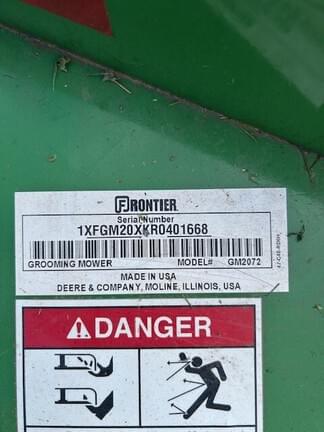 FRONTIER
Serial Number
1XFGM20XKR0401668
GROOMING MOWER MODEL# GM2072
MADE IN USA
DEERE & COMPANY, MOLINE, ILLINOIS, USA
DANGER